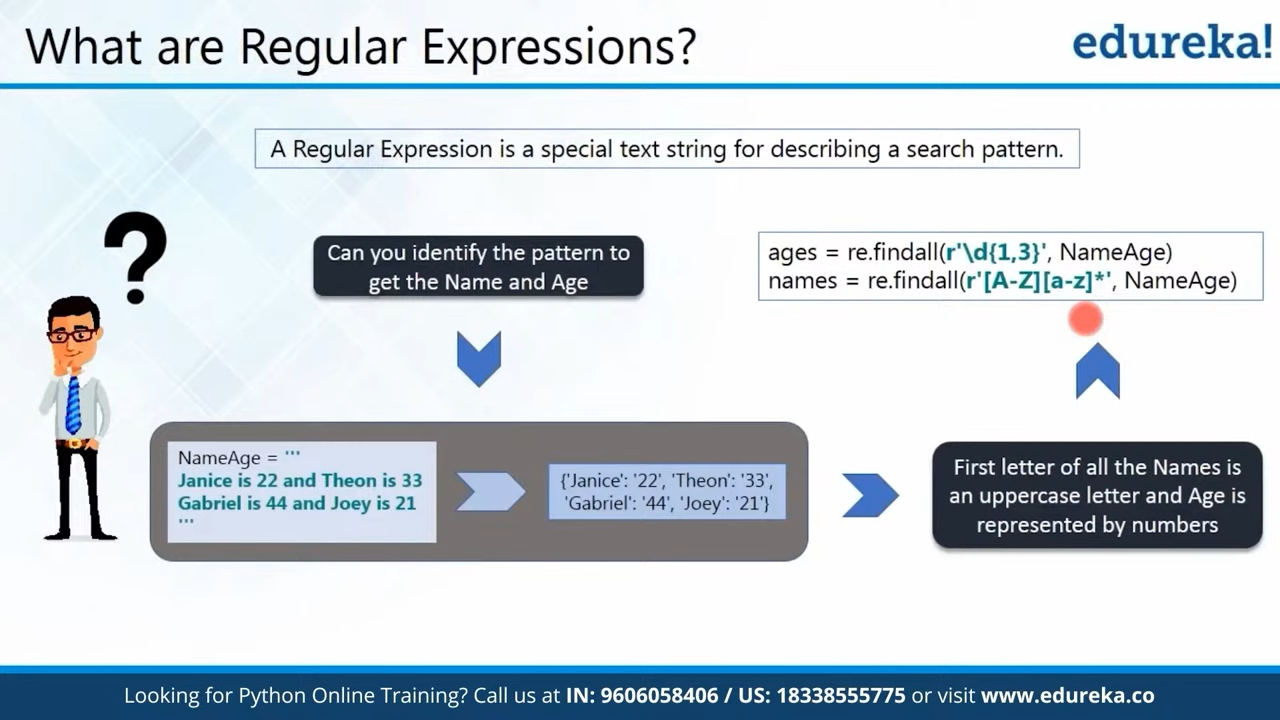 What are Regular Expressions?
edureka!
A Regular Expression is a special text string for describing a search pattern.
?
Can you identify the pattern to
get the Name and Age
ages = re.findall(r'\d{1,3}', NameAge)
names = re.findall(r'[A-Z][a-z]*', NameAge)
NameAge = '''
Janice is 22 and Theon is 33
Gabriel is 44 and Joey is 21
'''
{'Janice': '22', 'Theon': '33',
'Gabriel': '44', 'Joey': '21'}
First letter of all the Names is
an uppercase letter and Age is
represented by numbers
Looking for Python Online Training? Call us at IN: 9606058406 / US: 18338555775 or visit www.edureka.co